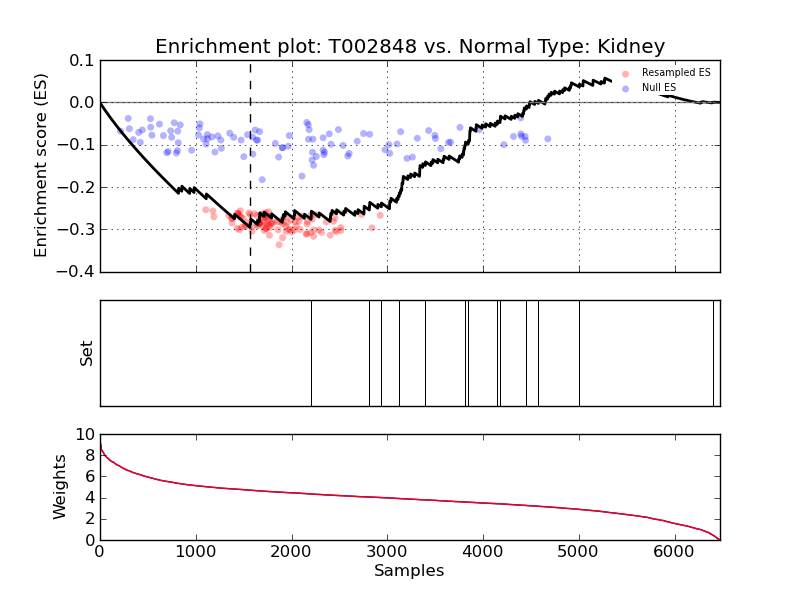 Enrichment plot: T002848 vs. Normal Type: Kidney
Enrichment score (ES)
0.1
0.0
−0.1
−0.2
−0.3
−0.4
Resampled ES
Null ES
Set
Weights
10
8
6
4
2
0
0
1000
2000
3000
4000
5000
6000
Samples